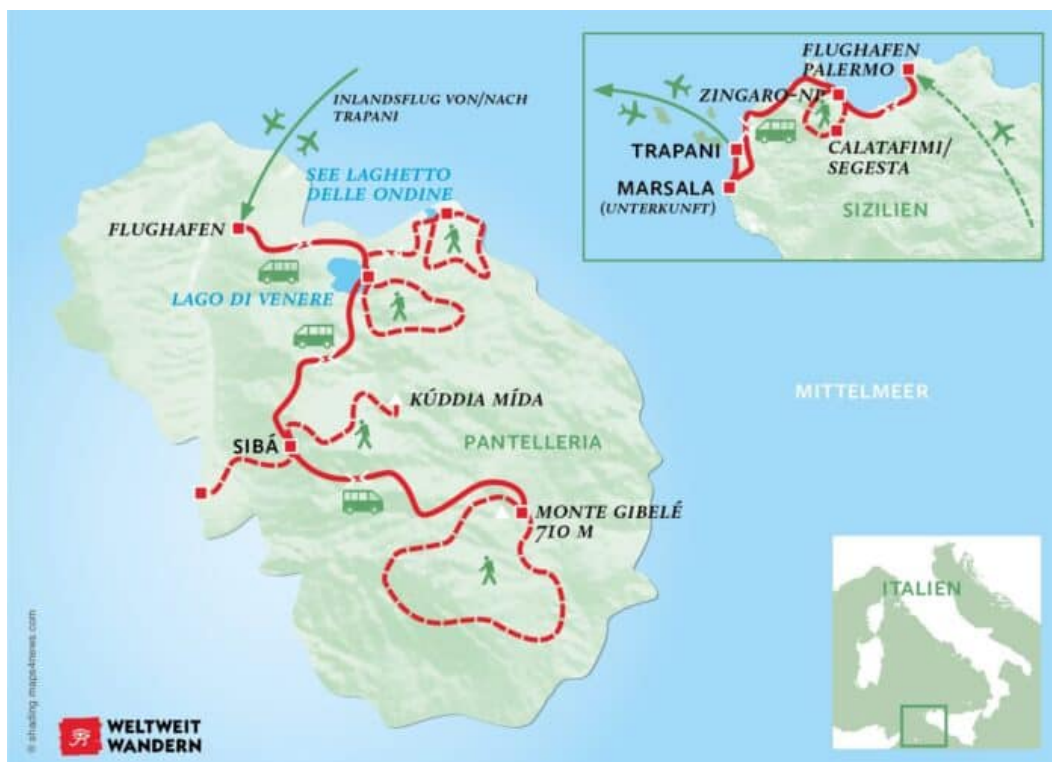 INLANDSFLUG VON/NACH
TRAPANI
SEE LAGHETTO
DELLE ONDINE
FLUGHAFEN
LAGO DI VENERE
KÚDDIA MÍDA
SIBÁ
PANTELLERIA
MONTE GIBELÉ
710 M
FLUGHAFEN
PALERMO
ZINGARO-NP
CALATAFIMI/
SEGESTA
TRAPANI
MARSALA
(UNTERKUNFT)
SIZILIEN
MITTELMEER
ITALIEN
© shading maps4news.com
WELTWEIT
WANDERN